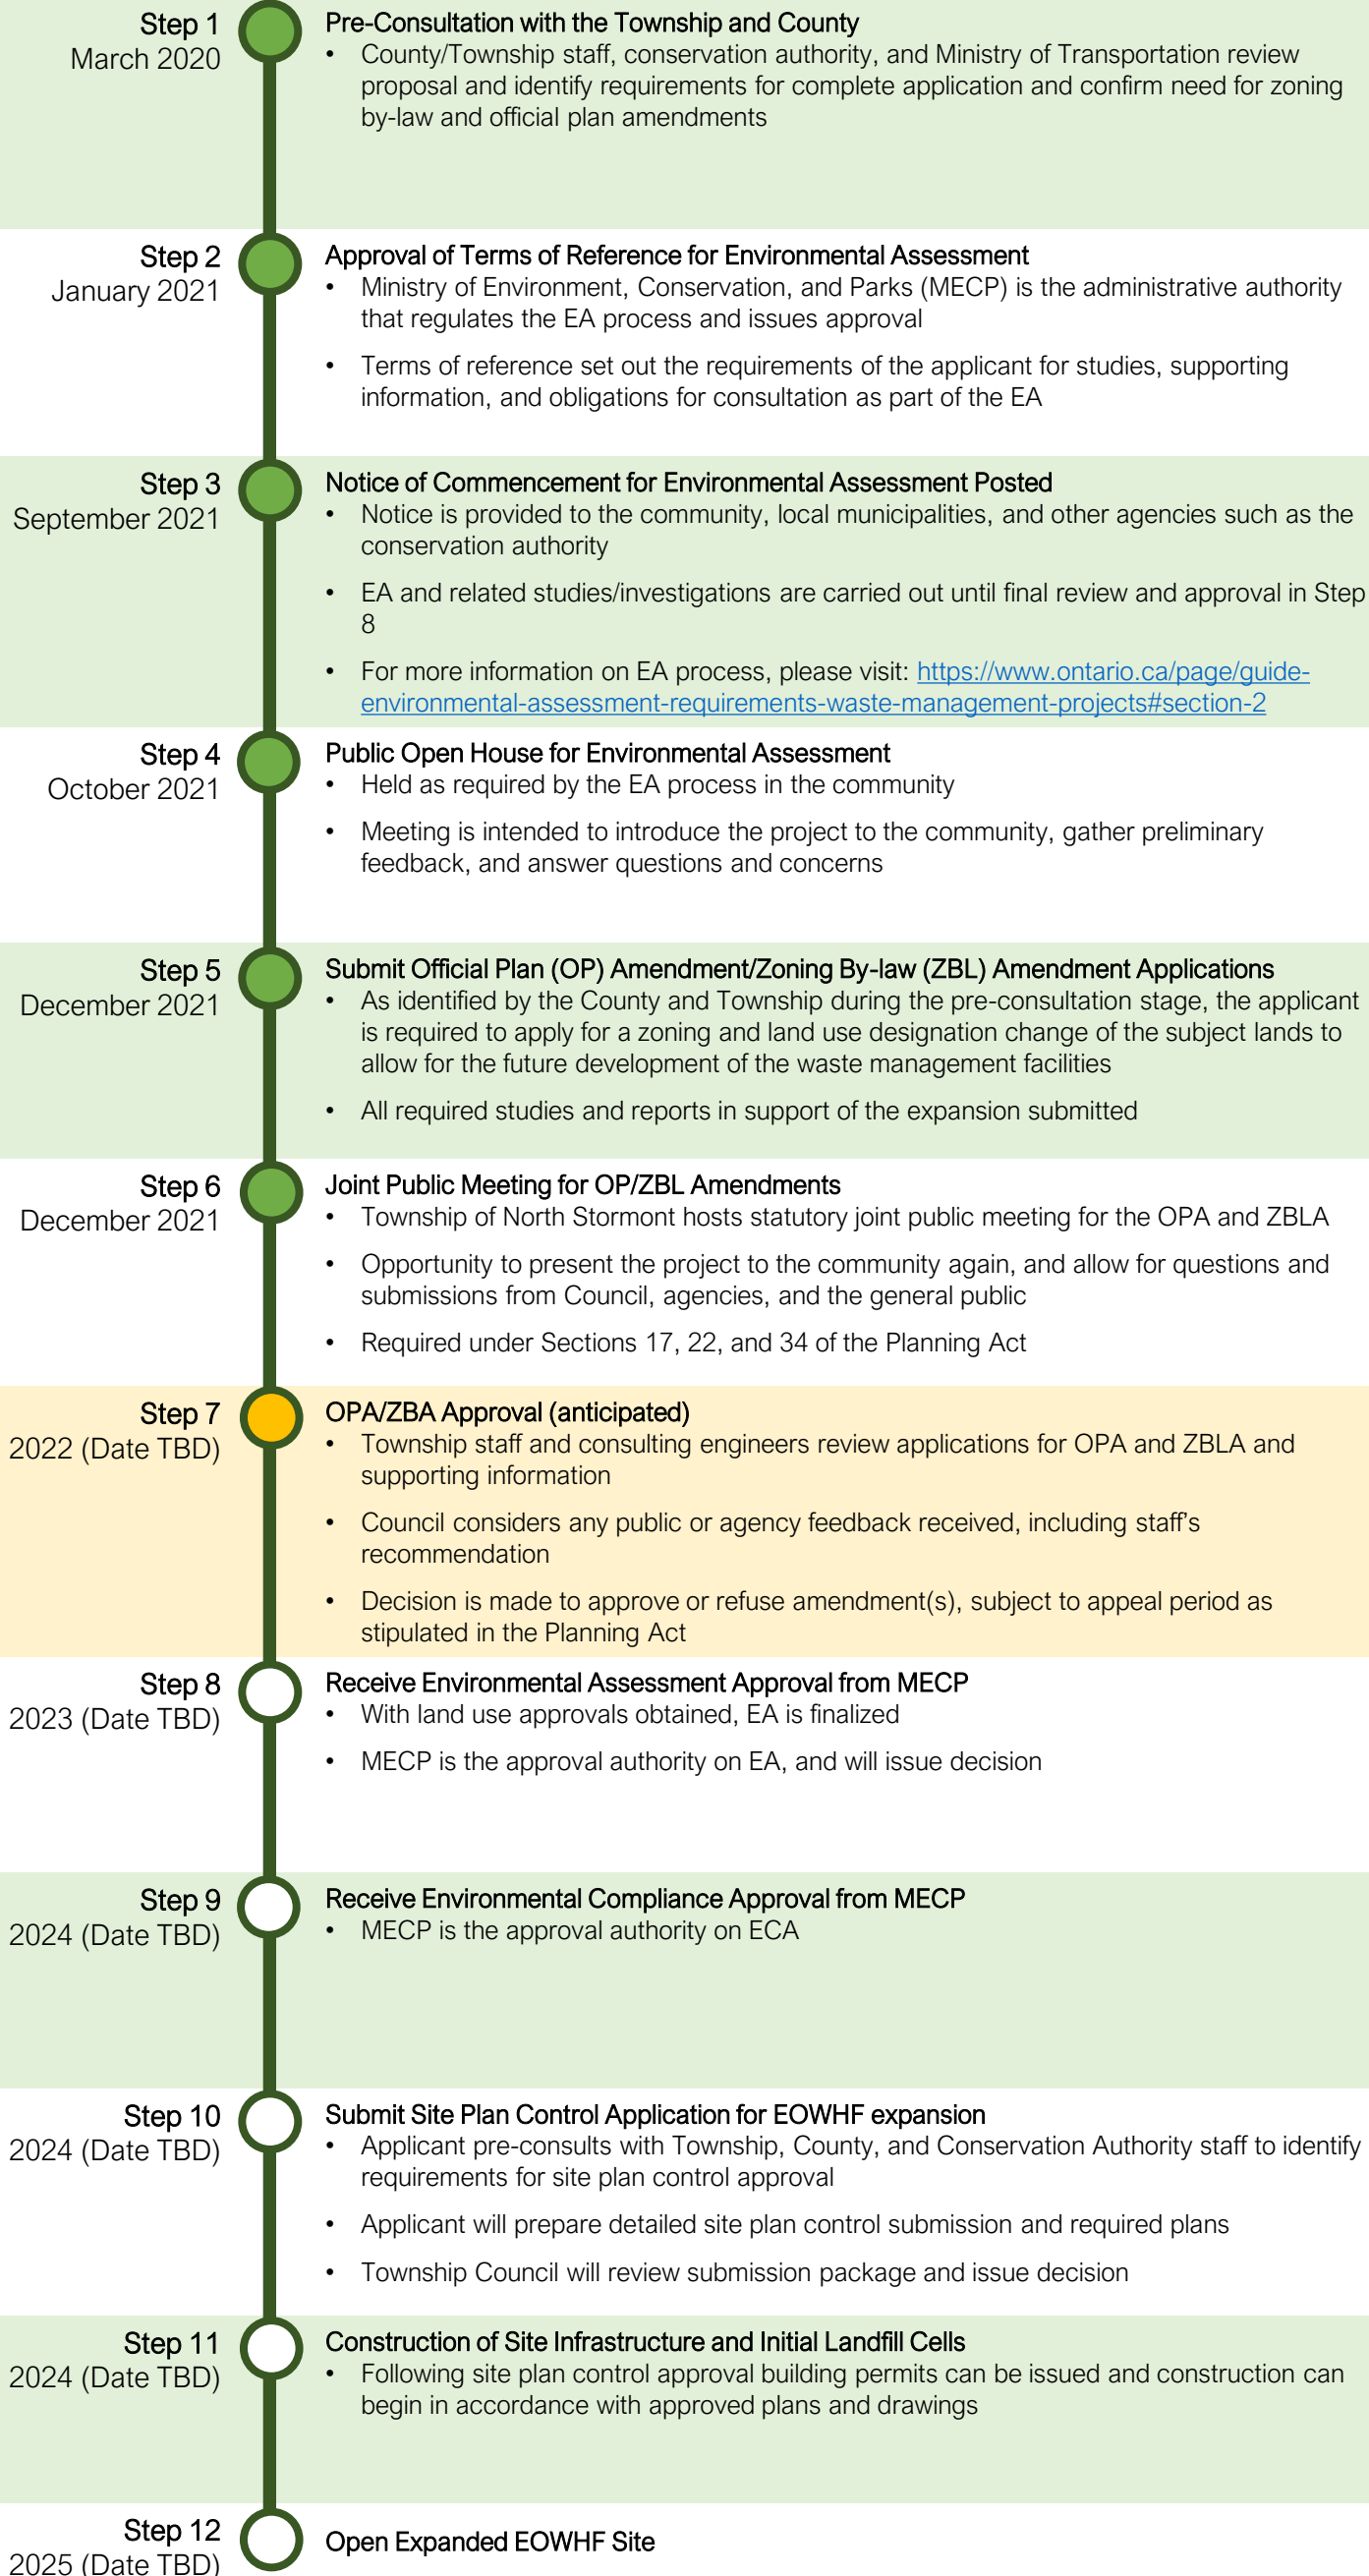 Step 1
March 2020
Pre-Consultation with the Township and County
• County/Township staff, conservation authority, and Ministry of Transportation review
proposal and identify requirements for complete application and confirm need for zoning
by-law and official plan amendments
Step 2
January 2021
Approval of Terms of Reference for Environmental Assessment
• Ministry of Environment, Conservation, and Parks (MECP) is the administrative authority
that regulates the EA process and issues approval
• Terms of reference set out the requirements of the applicant for studies, supporting
information, and obligations for consultation as part of the EA
Step 3
September 2021
Notice of Commencement for Environmental Assessment Posted
• Notice is provided to the community, local municipalities, and other agencies such as the
conservation authority
• EA and related studies/investigations are carried out until final review and approval in Step
8
• For more information on EA process, please visit: https://www.ontario.ca/page/guide-
environmental-assessment-requirements-waste-management-projects#section-2
Step 4
October 2021
Public Open House for Environmental Assessment
• Held as required by the EA process in the community
• Meeting is intended to introduce the project to the community, gather preliminary
feedback, and answer questions and concerns
Step 5
December 2021
Submit Official Plan (OP) Amendment/Zoning By-law (ZBL) Amendment Applications
• As identified by the County and Township during the pre-consultation stage, the applicant
is required to apply for a zoning and land use designation change of the subject lands to
allow for the future development of the waste management facilities
• All required studies and reports in support of the expansion submitted
Step 6
December 2021
Joint Public Meeting for OP/ZBL Amendments
• Township of North Stormont hosts statutory joint public meeting for the OPA and ZBLA
• Opportunity to present the project to the community again, and allow for questions and
submissions from Council, agencies, and the general public
• Required under Sections 17, 22, and 34 of the Planning Act
Step 7
2022 (Date TBD)
OPA/ZBA Approval (anticipated)
• Township staff and consulting engineers review applications for OPA and ZBLA and
supporting information
• Council considers any public or agency feedback received, including staff's
recommendation
• Decision is made to approve or refuse amendment(s), subject to appeal period as
stipulated in the Planning Act
Step 8
2023 (Date TBD)
Receive Environmental Assessment Approval from MECP
• With land use approvals obtained, EA is finalized
• MECP is the approval authority on EA, and will issue decision
Step 9
2024 (Date TBD)
Receive Environmental Compliance Approval from MECP
• MECP is the approval authority on ECA
Step 10
2024 (Date TBD)
Submit Site Plan Control Application for EOWHF expansion
• Applicant pre-consults with Township, County, and Conservation Authority staff to identify
requirements for site plan control approval
• Applicant will prepare detailed site plan control submission and required plans
• Township Council will review submission package and issue decision
Step 11
2024 (Date TBD)
Construction of Site Infrastructure and Initial Landfill Cells
• Following site plan control approval building permits can be issued and construction can
begin in accordance with approved plans and drawings
Step 12
2025 (Date TBD)
Open Expanded EOWHF Site